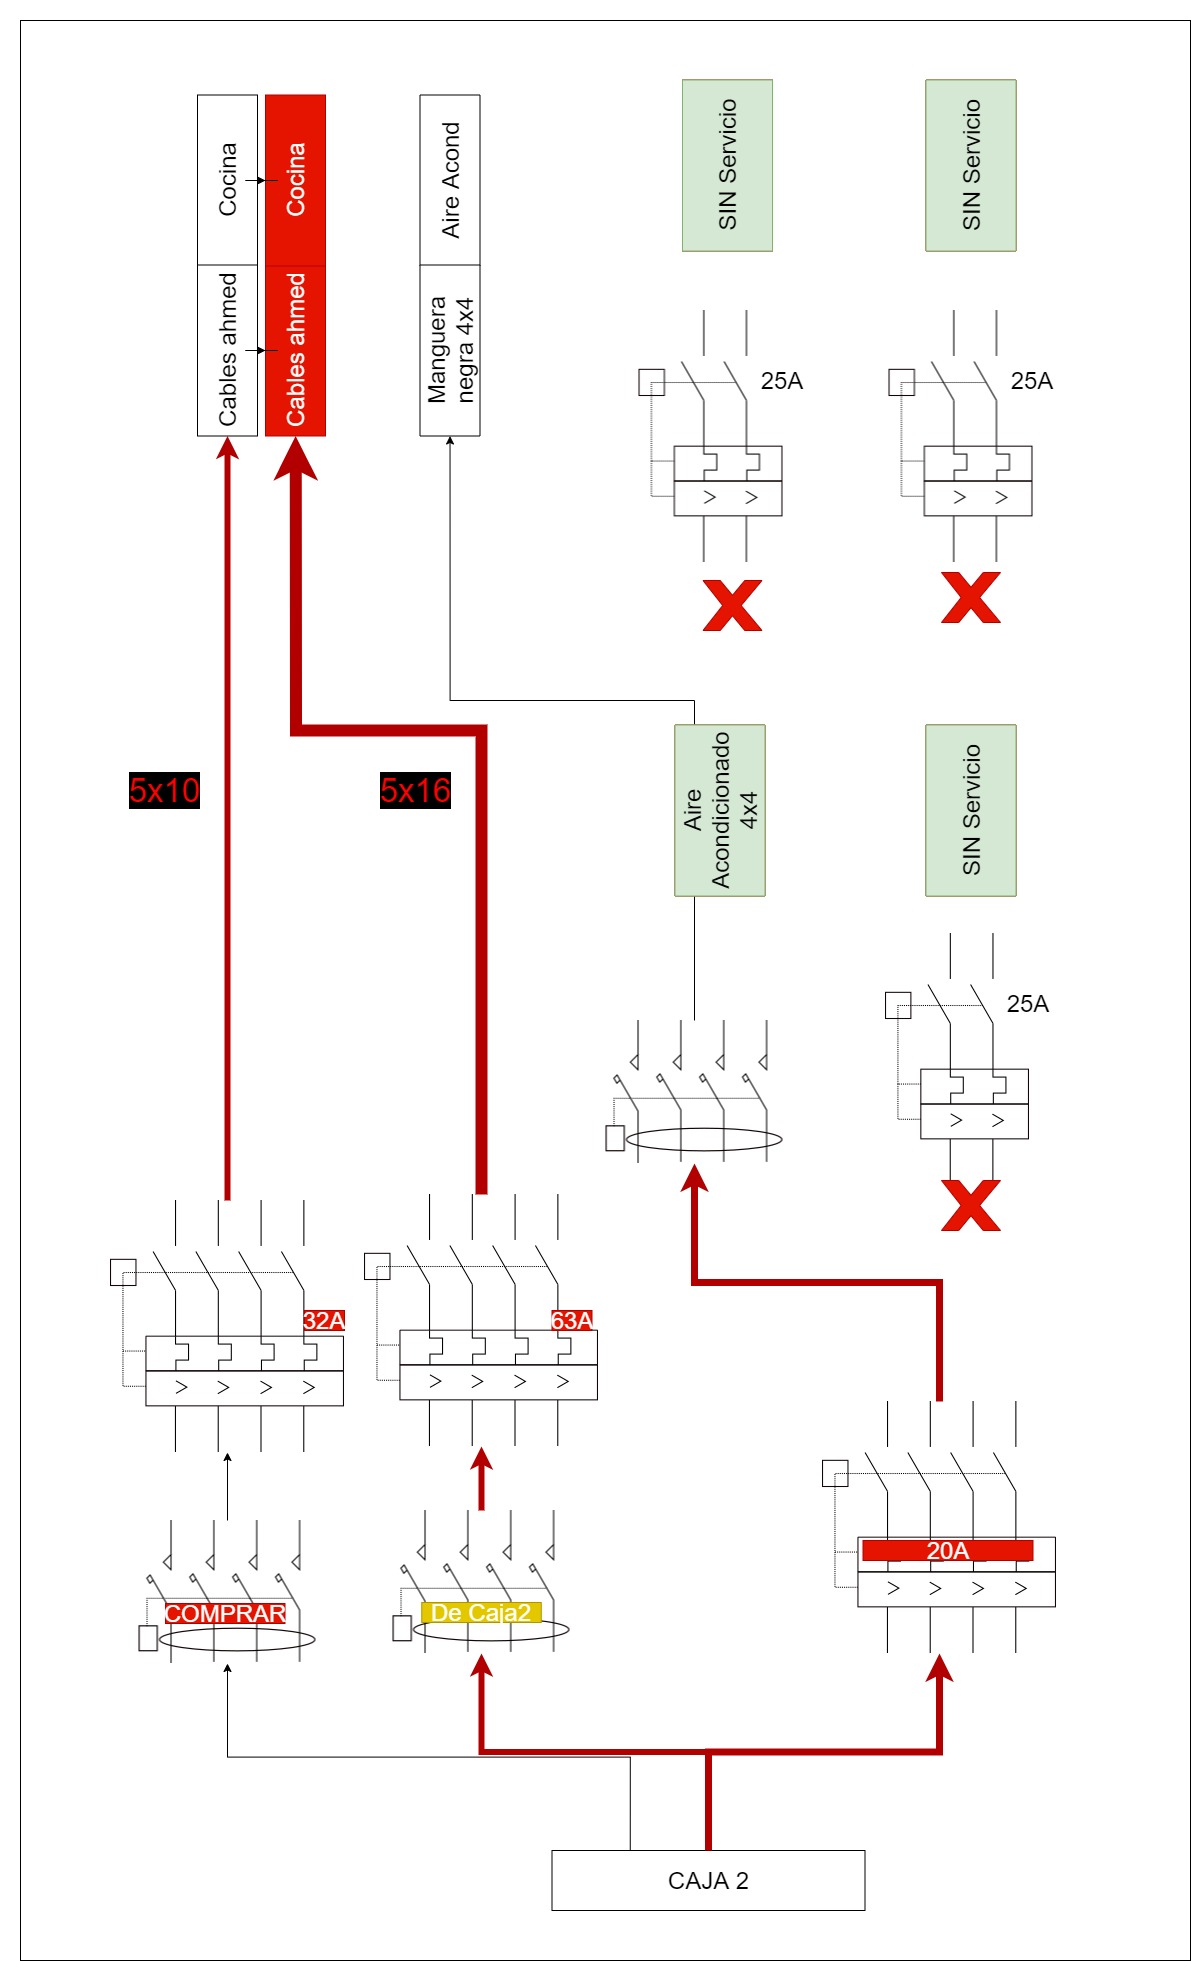 Cocina
Cables ahmed
Cocina
Cables ahmed
Aire Acond
Manguera
negra 4x4
SIN Servicio
SIN Servicio
25A
25A
5x10
5x16
Aire
Acondicionado
4x4
SIN Servicio
25A
32A
63A
20A
COMPRAR
De Caja2
CAJA 2